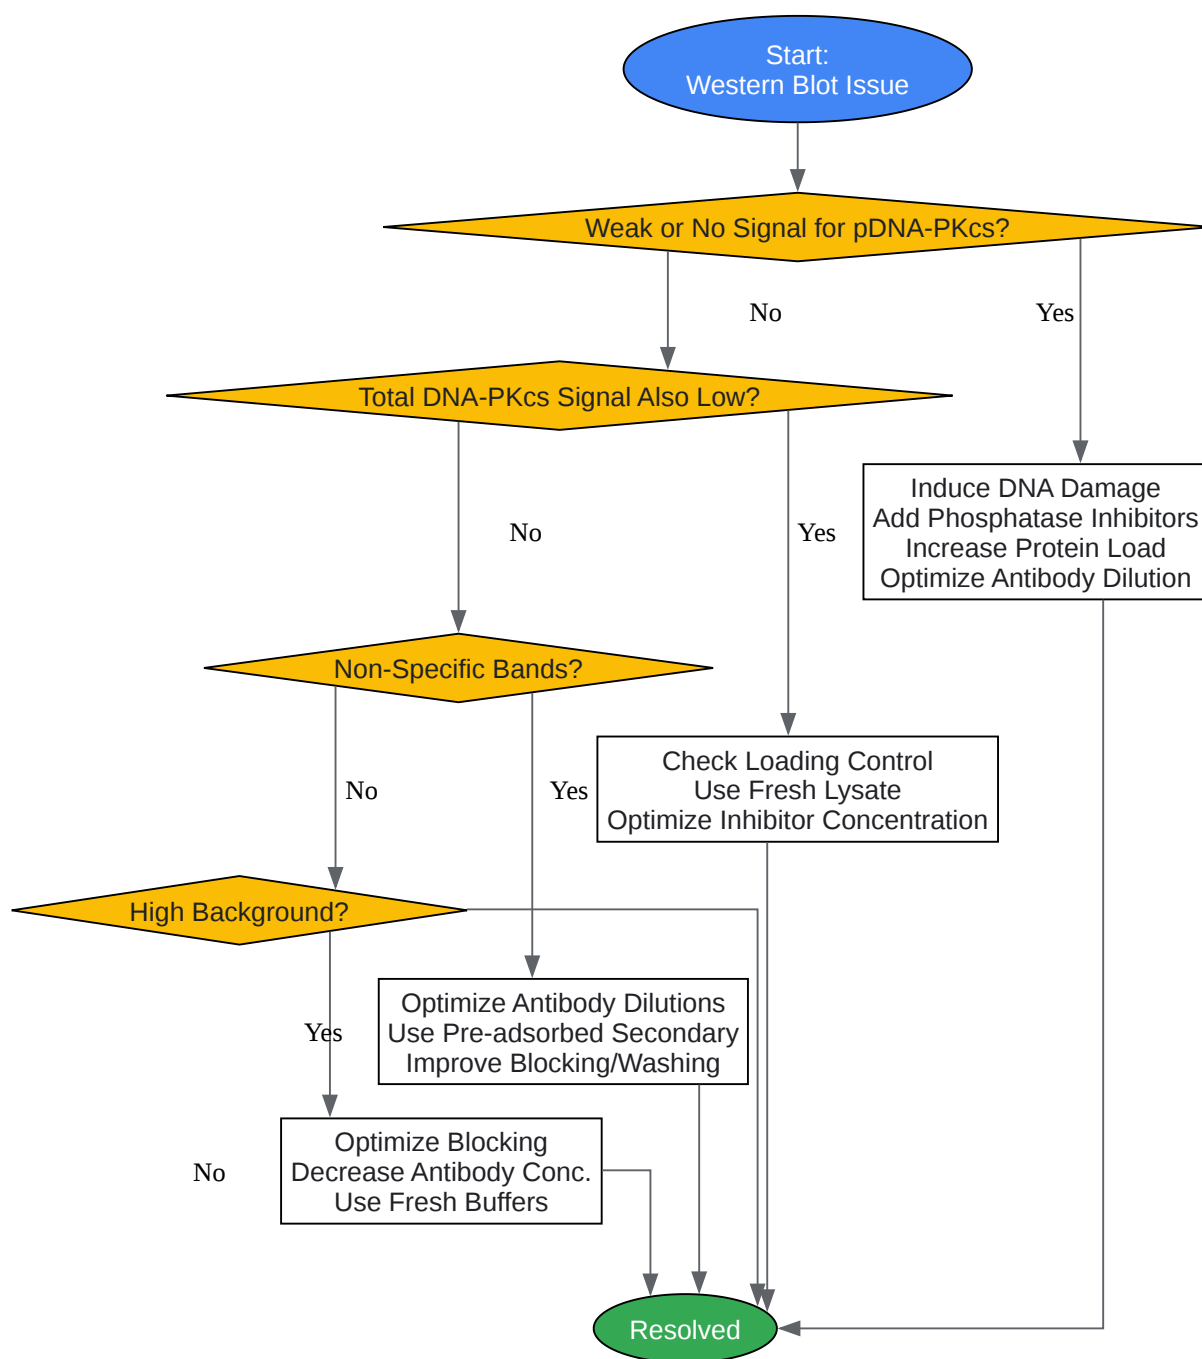 Start:
Western Blot Issue
Weak or No Signal for pDNA-PKcs?
No
Yes
Total DNA-PKcs Signal Also Low?
Induce DNA Damage
Add Phosphatase Inhibitors
Increase Protein Load
Optimize Antibody Dilution
No
Yes
Non-Specific Bands?
Check Loading Control
Use Fresh Lysate
Optimize Inhibitor Concentration
No
Yes
High Background?
Optimize Antibody Dilutions
Use Pre-adsorbed Secondary
Improve Blocking/Washing
Yes
Optimize Blocking
Decrease Antibody Conc.
Use Fresh Buffers
No
Resolved